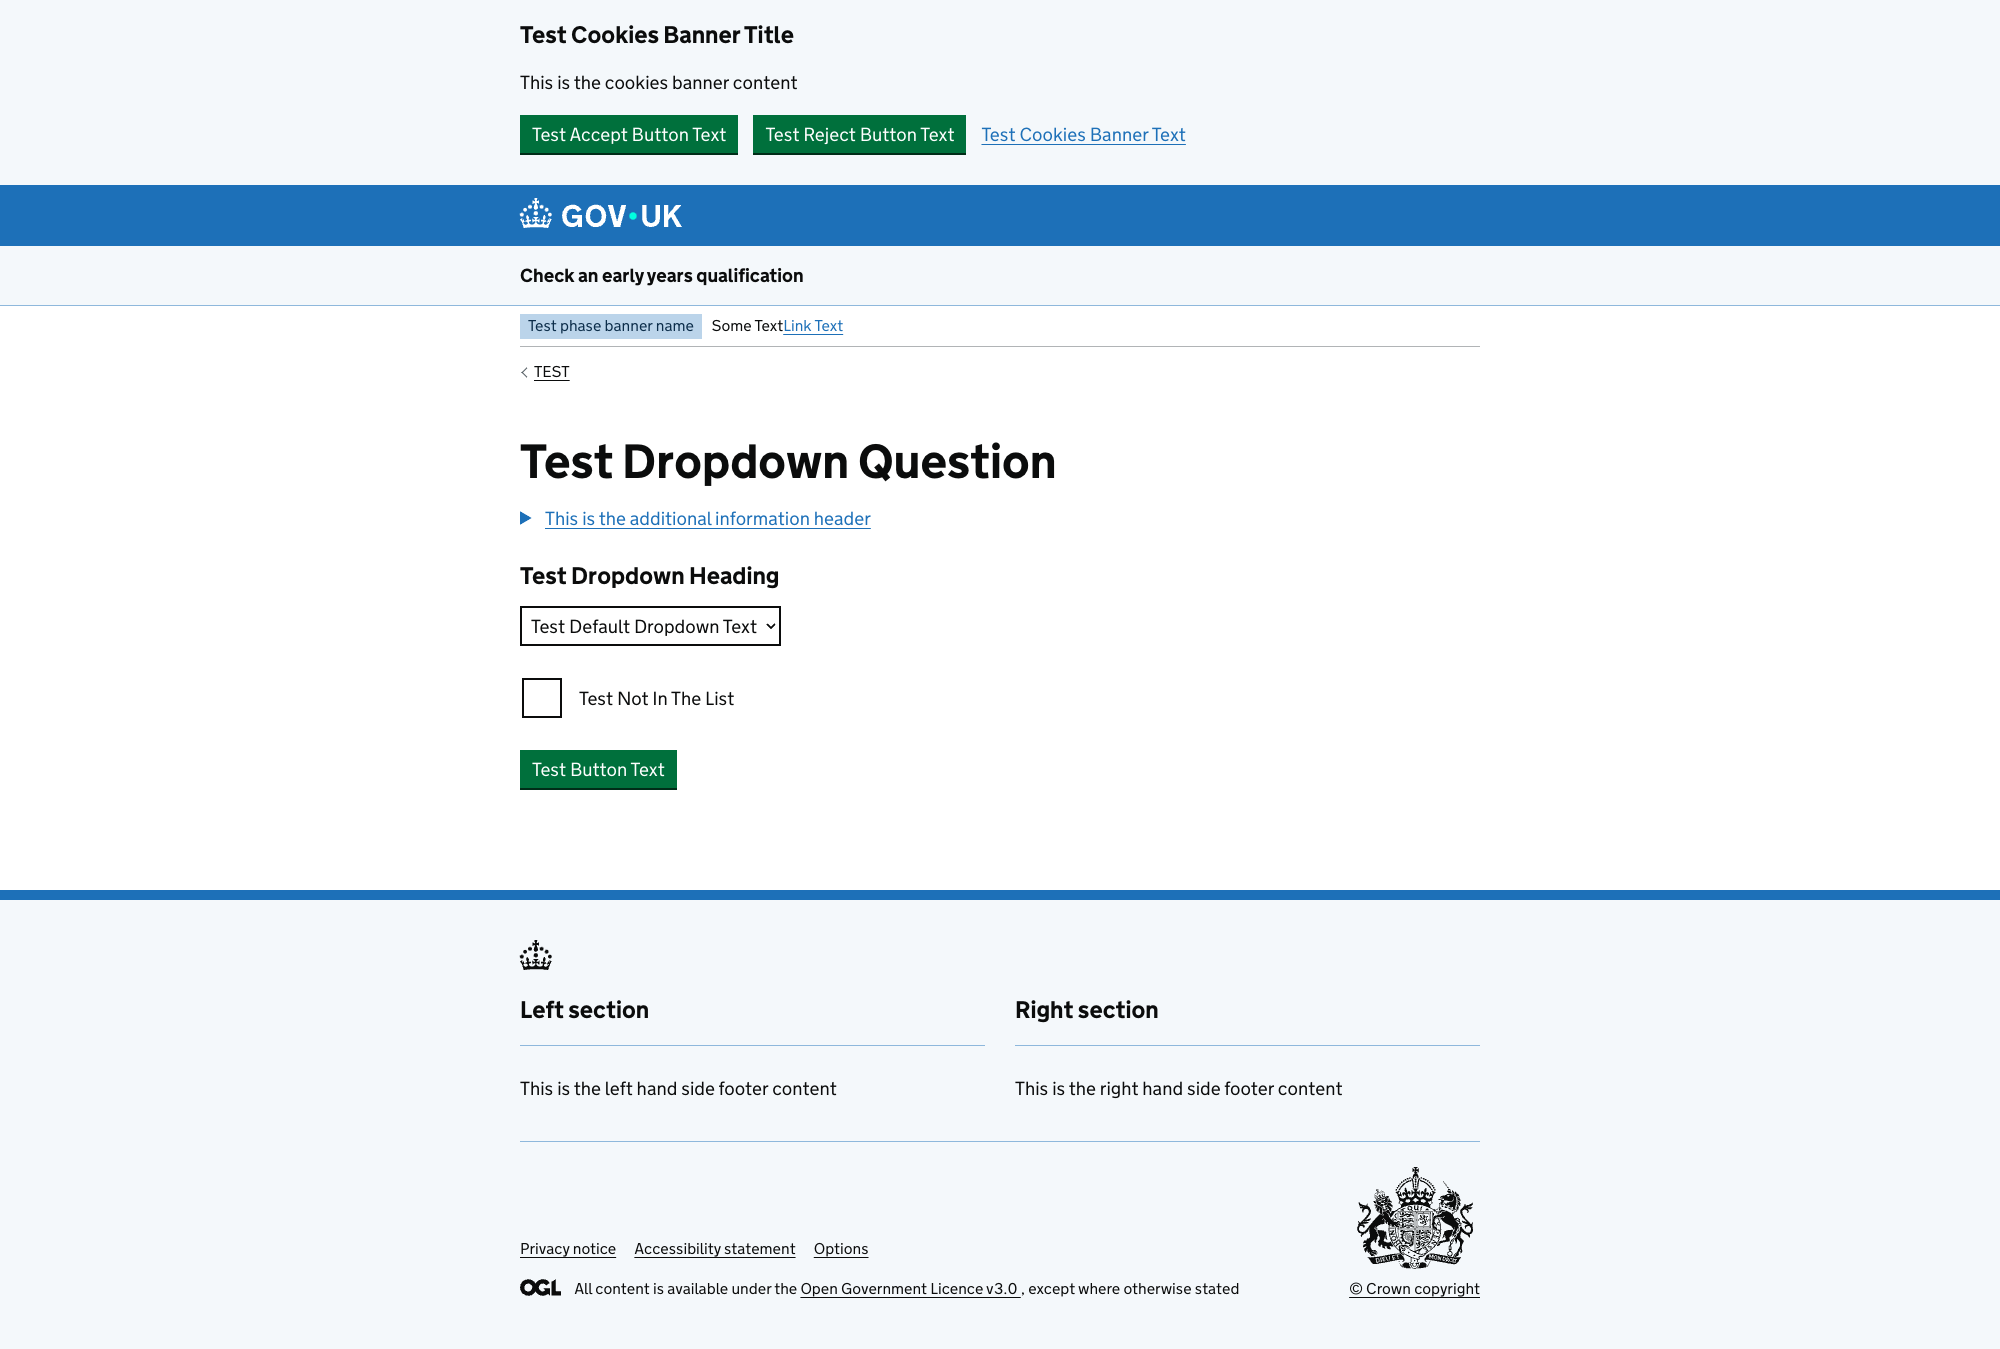 Test Cookies Banner Title
This is the cookies banner content
Test Accept Button Text Test Reject Button Text Test Cookies Banner Text
GOV·UK
Check an early years qualification
Test phase banner name Some TextLink Text
TEST
Test Dropdown Question
This is the additional information header
Test Dropdown Heading
Test Default Dropdown Text
Test Not In The List
Test Button Text
Left section
Right section
This is the left hand side footer content
This is the right hand side footer content
Privacy notice Accessibility statement Options
OGL All content is available under the Open Government Licence v3.0 , except where otherwise stated
© Crown copyright